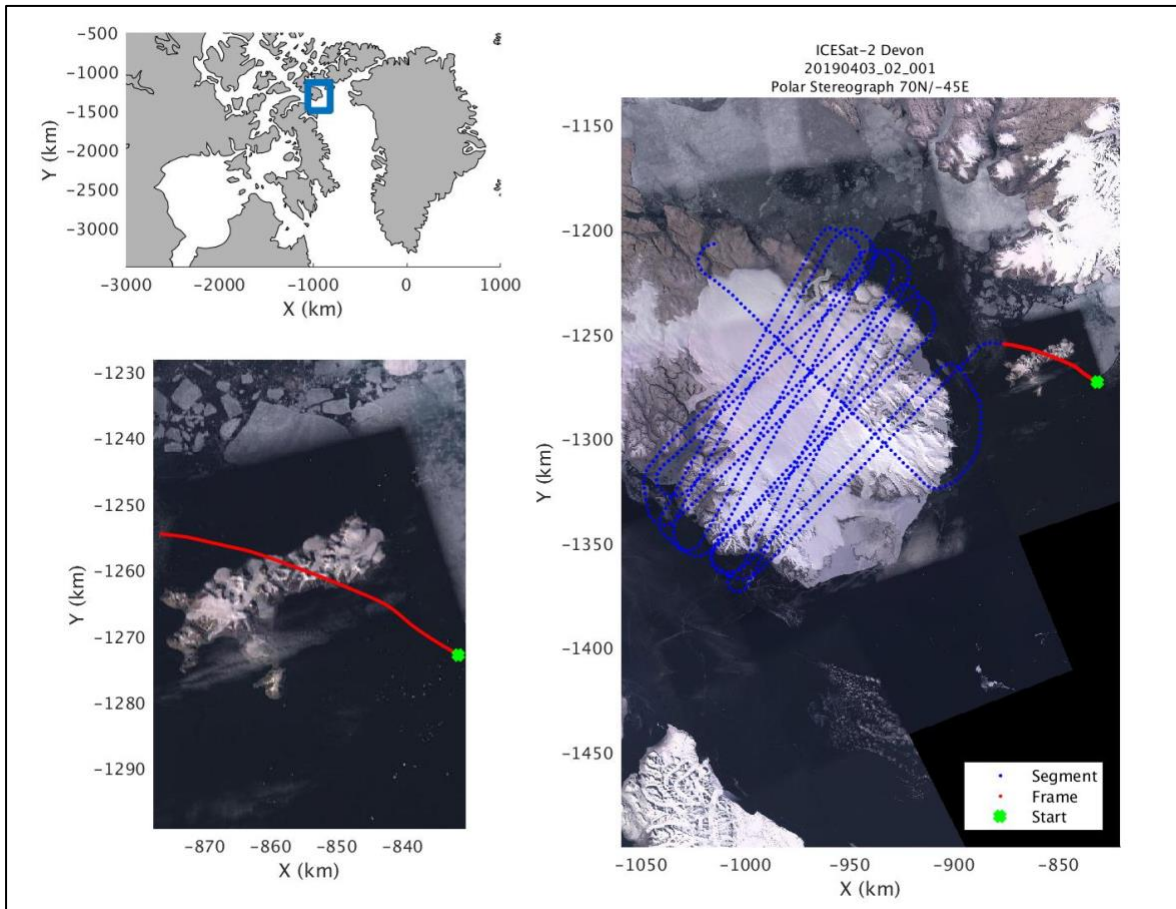 -500
-1000
-1500
-2000
-2500
-3000
Y (km)
-3000 -2000 -1000 0 1000
X (km)
-1230
-1240
-1250
-1260
-1270
-1280
-1290
Y (km)
-870 -860 -850 -840
X (km)
ICESat-2 Devon
20190403_02_001
Polar Stereograph 70N/-45E
-1150
-1200
-1250
-1300
-1350
-1400
-1450
Y (km)
-1050 -1000 -950 -900 -850
X (km)
Segment
Frame
Start